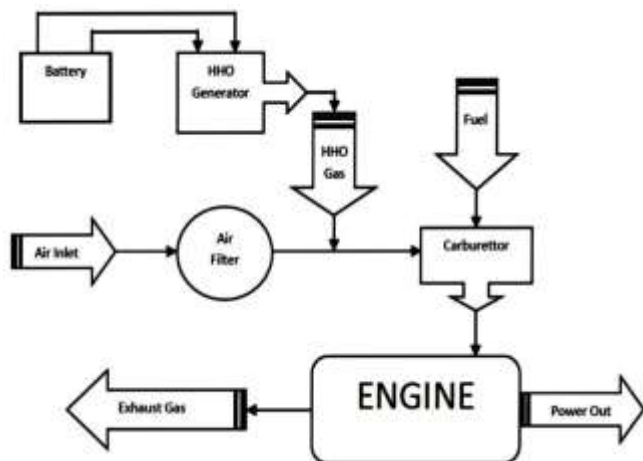 Battery
HHO
Generator
Fuel
HHO
Gas
Air Inlet
Air
Filter
Carburettor
ENGINE
Exhaust Gas
Power Out